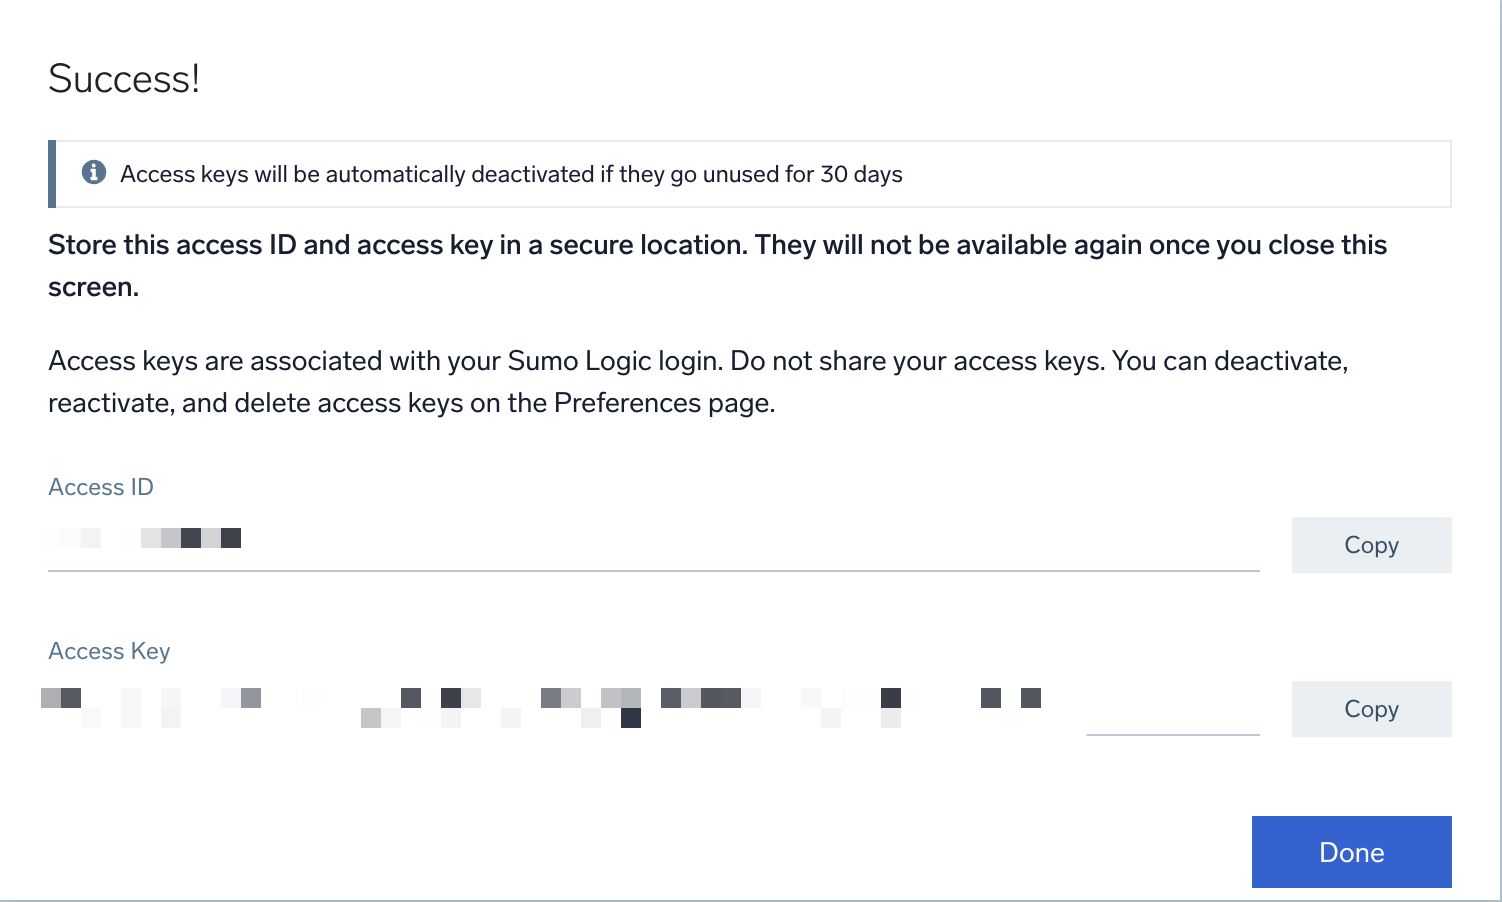 Success!
Access keys will be automatically deactivated if they go unused for 30 days
Store this access ID and access key in a secure location. They will not be available again once you close this
screen.
Access keys are associated with your Sumo Logic login. Do not share your access keys. You can deactivate,
reactivate, and delete access keys on the Preferences page.
Access ID
Copy
Access Key
Copy
Done